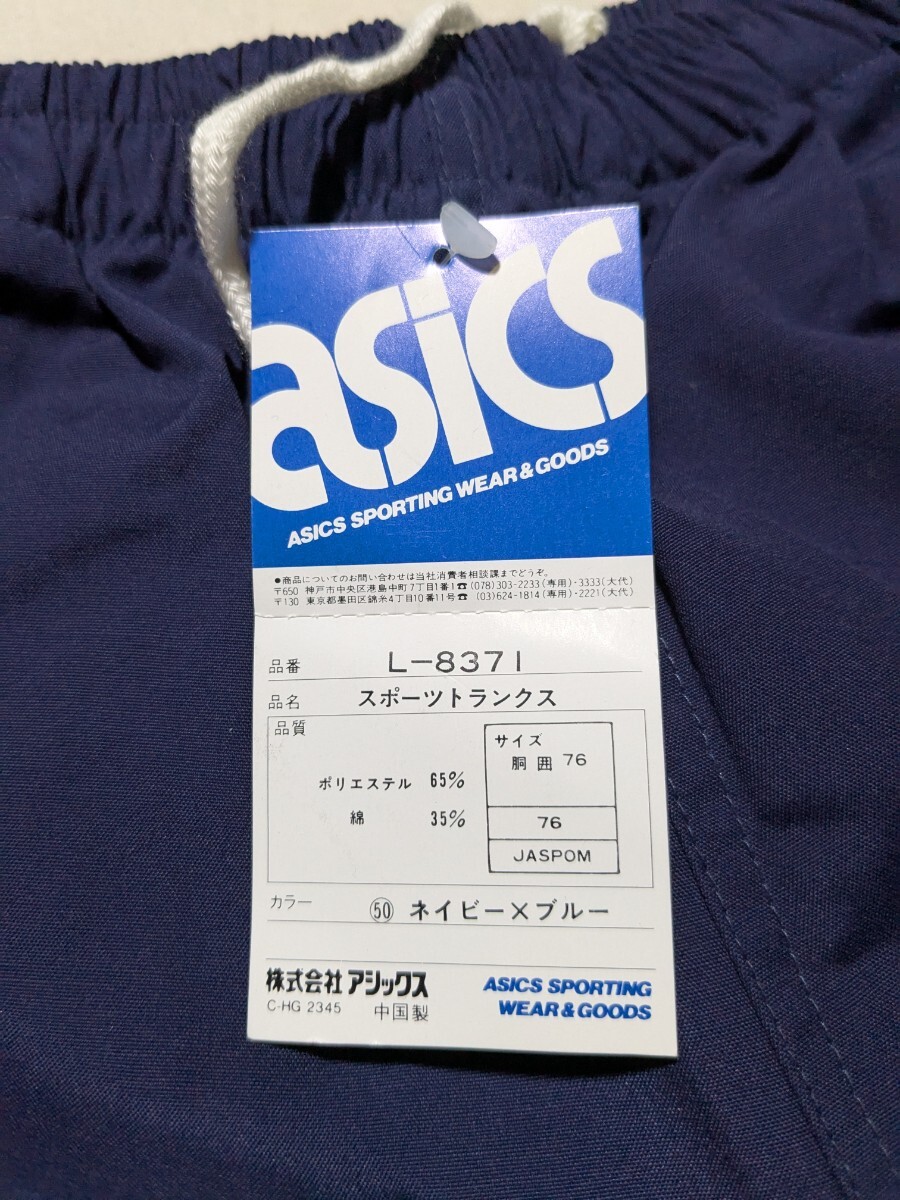 asics
ASICS SPORTING WEAR & GOODS
●商品についてのお問い合わせは当社消費者相談課までどうぞ。
〒650 神戸市中央区港島中町7丁目1番1☎(078)303-2233(専用)・3333(大代)
〒130 東京都墨田区錦糸4丁目10番11号☎(03)624-1814(専用)・2221(大代)
品番 L-8371
品名 スポーツトランクス
品質
ポリエステル 65%
綿 35%
サイズ
胴囲 76
76
JASPOM
カラー ㊿ ネイビー×ブルー
株式会社 アシックス
C-HG 2345 中国製
ASICS SPORTING
WEAR & GOODS